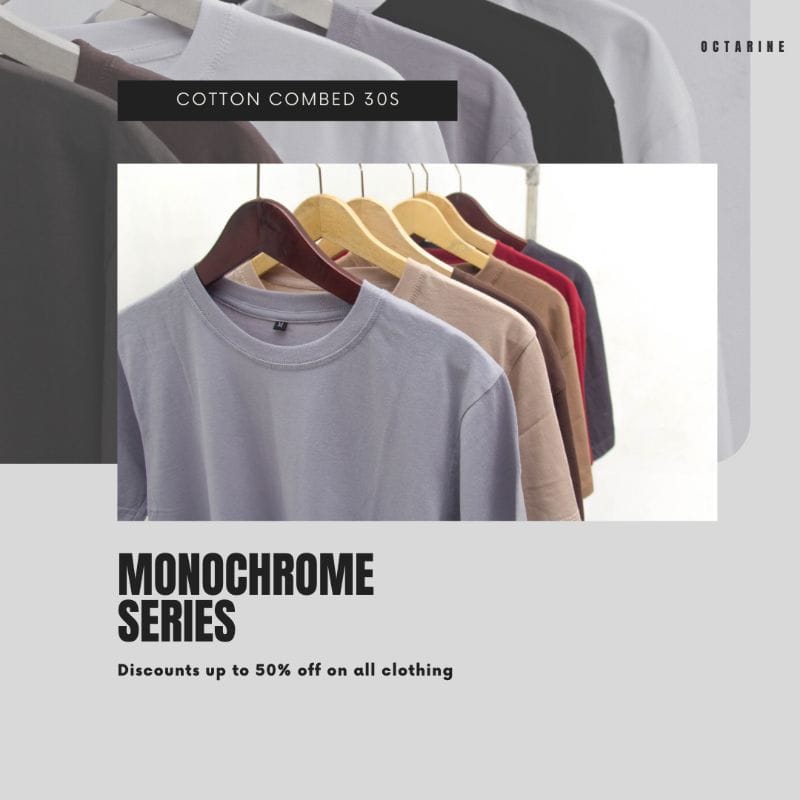 OCTARINE
COTTON COMBED 30S
MONOCHROME
SERIES
Discounts up to 50% off on all clothing